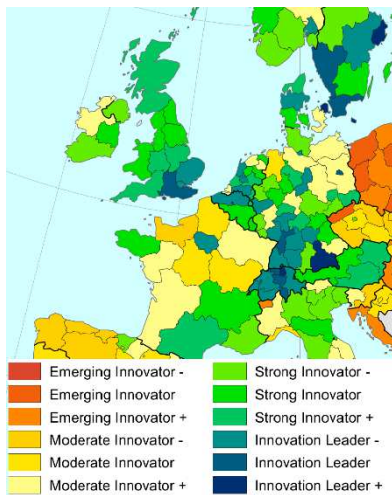 Emerging Innovator -
Emerging Innovator
Emerging Innovator +
Moderate Innovator -
Moderate Innovator
Moderate Innovator +
Strong Innovator -
Strong Innovator
Strong Innovator +
Innovation Leader -
Innovation Leader
Innovation Leader +